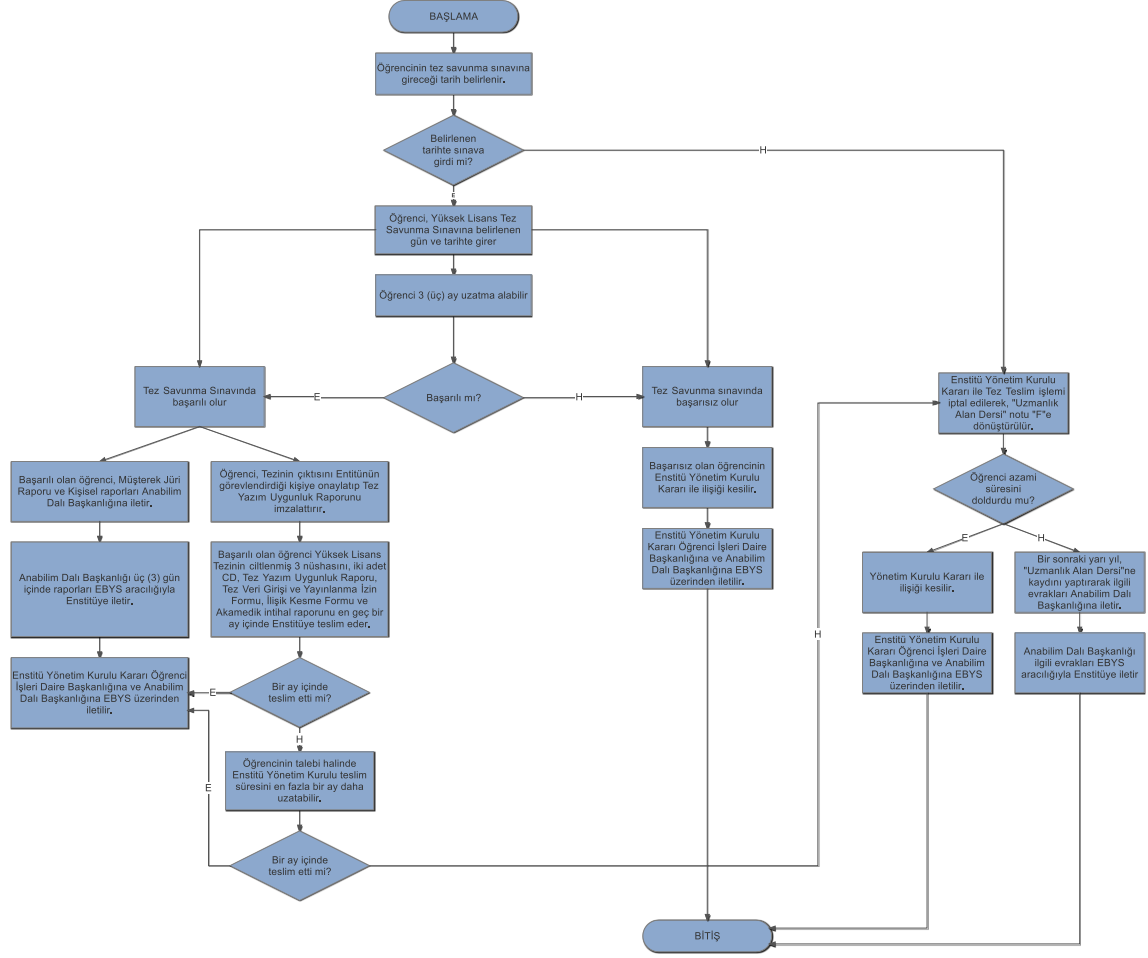 BAŞLAMA
Öğrencinin tez savunma sınavına
gireceği tarih belirlenir.
Belirlenen
tarihte sınava
girdi mi?
H
E
Öğrenci, Yüksek Lisans Tez
Savunma Sınavına belirlenen
gün ve tarihte girer
Öğrenci 3 (üç) ay uzatma alabilir
Tez Savunma Sınavında
başarılı olur
E
Başarılı mı?
H
Tez Savunma sınavında
başarısız olur
Enstitü Yönetim Kurulu
Kararı ile Tez Teslim işlemi
iptal edilerek, "Uzmanlık
Alan Dersi" notu "F"e
dönüştürülür.
Başarılı olan öğrenci, Müşterek Jüri
Raporu ve Kişisel raporları Anabilim
Dalı Başkanlığına iletir.
Öğrenci, Tezinin çıktısını Entitünün
görevlendirdiği kişiye onaylatıp Tez
Yazım Uygunluk Raporunu
imzalattırır.
Başarısız olan öğrencinin
Enstitü Yönetim Kurulu
Kararı ile ilişiği kesilir.
Öğrenci azami
süresini
doldurdu mu?
E
H
Anabilim Dalı Başkanlığı üç (3) gün
içinde raporları EBYS aracılığıyla
Enstitüye iletir.
Başarılı olan öğrenci Yüksek Lisans
Tezinin ciltlenmiş 3 nüshasını, iki adet
CD, Tez Yazım Uygunluk Raporu,
Tez Veri Girişi ve Yayınlanma İzin
Formu, İlişik Kesme Formu ve
Akamedik intihal raporunu en geç bir
ay içinde Enstitüye teslim eder.
Enstitü Yönetim Kurulu
Kararı Öğrenci İşleri Daire
Başkanlığına ve Anabilim
Dalı Başkanlığına EBYS
üzerinden iletilir.
Yönetim Kurulu Kararı ile
ilişiği kesilir.
Bir sonraki yarı yıl,
"Uzmanlık Alan Dersi"ne
kaydını yaptırarak ilgili
evrakları Anabilim Dalı
Başkanlığına iletir.
H
Enstitü Yönetim Kurulu Kararı Öğrenci
İşleri Daire Başkanlığına ve Anabilim
Dalı Başkanlığına EBYS üzerinden
iletilir.
E
Bir ay içinde
teslim etti mi?
H
Enstitü Yönetim Kurulu
Kararı Öğrenci İşleri Daire
Başkanlığına ve Anabilim
Dalı Başkanlığına EBYS
üzerinden iletilir.
Anabilim Dalı Başkanlığı
ilgili evrakları EBYS
aracılığıyla Enstitüye iletir
Öğrencinin talebi halinde
Enstitü Yönetim Kurulu teslim
süresini en fazla bir ay daha
uzatabilir.
E
Bir ay içinde
teslim etti mi?
BİTİŞ